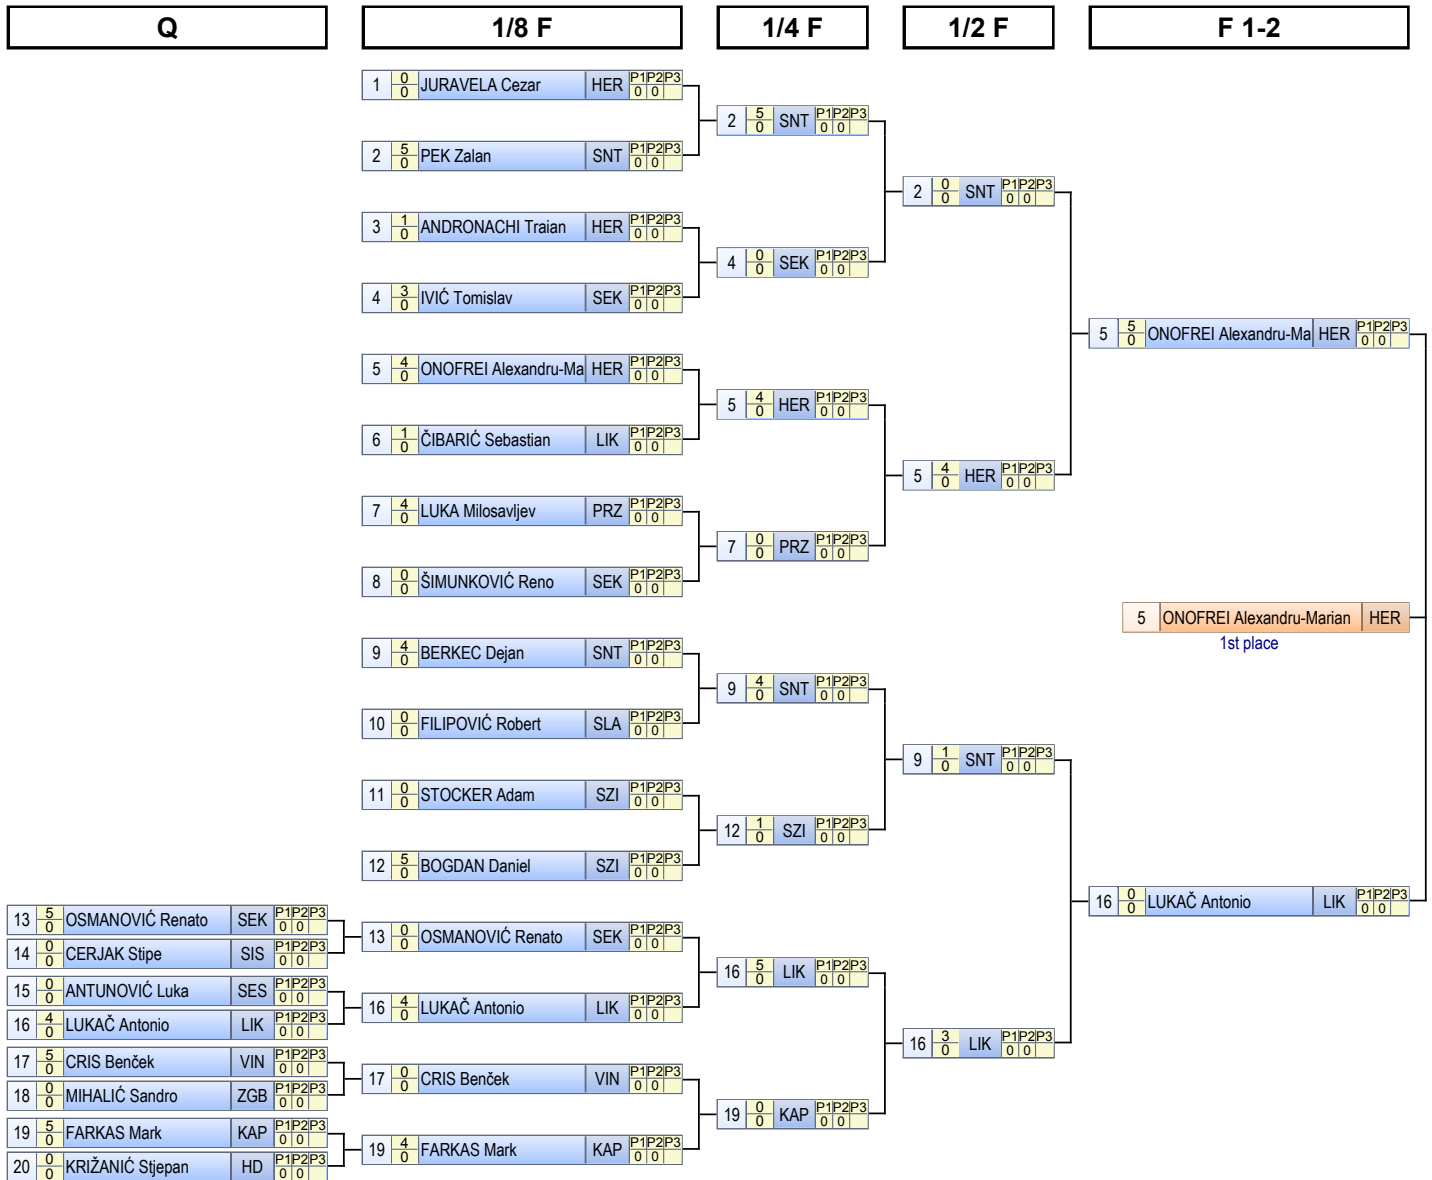 Q 1/8 F 1/4 F 1/2 F F 1-2
1 0 0 JURAVELA Cezar HER P1 P2 P3 0 0
2 5 0 SNT P1 P2 P3 0 0
2 5 0 PEK Zalan SNT P1 P2 P3 0 0
2 0 0 SNT P1 P2 P3 0 0
3 1 0 ANDRONACHI Traian HER P1 P2 P3 0 0
4 0 0 SEK P1 P2 P3 0 0
4 3 0 IVIĆ Tomislav SEK P1 P2 P3 0 0
5 5 0 ONOFREI Alexandru-Ma HER P1 P2 P3 0 0
5 4 0 ONOFREI Alexandru-Ma HER P1 P2 P3 0 0
5 4 0 HER P1 P2 P3 0 0
6 1 0 ČIBARIĆ Sebastian LIK P1 P2 P3 0 0
5 4 0 HER P1 P2 P3 0 0
7 4 0 LUKA Milosavljev PRZ P1 P2 P3 0 0
7 0 0 PRZ P1 P2 P3 0 0
8 0 0 ŠIMUNKOVIĆ Reno SEK P1 P2 P3 0 0
5 ONOFREI Alexandru-Marian HER
1st place
9 4 0 BERKEC Dejan SNT P1 P2 P3 0 0
9 4 0 SNT P1 P2 P3 0 0
10 0 0 FILIPOVIĆ Robert SLA P1 P2 P3 0 0
9 1 0 SNT P1 P2 P3 0 0
11 0 0 STOCKER Adam SZI P1 P2 P3 0 0
12 1 0 SZI P1 P2 P3 0 0
12 5 0 BOGDAN Daniel SZI P1 P2 P3 0 0
16 0 0 LUKAČ Antonio LIK P1 P2 P3 0 0
13 5 0 OSMANOVIĆ Renato SEK P1 P2 P3 0 0
13 0 0 OSMANOVIĆ Renato SEK P1 P2 P3 0 0
14 0 0 CERJAK Stipe SIS P1 P2 P3 0 0
16 5 0 LIK P1 P2 P3 0 0
15 0 0 ANTUNOVIĆ Luka SES P1 P2 P3 0 0
16 4 0 LUKAČ Antonio LIK P1 P2 P3 0 0
16 4 0 LUKAČ Antonio LIK P1 P2 P3 0 0
16 3 0 LIK P1 P2 P3 0 0
17 5 0 CRIS Benček VIN P1 P2 P3 0 0
17 0 0 CRIS Benček VIN P1 P2 P3 0 0
18 0 0 MIHALIĆ Sandro ZGB P1 P2 P3 0 0
19 0 0 KAP P1 P2 P3 0 0
19 5 0 FARKAS Mark KAP P1 P2 P3 0 0
19 4 0 FARKAS Mark KAP P1 P2 P3 0 0
20 0 0 KRIŽANIĆ Stjepan HD P1 P2 P3 0 0